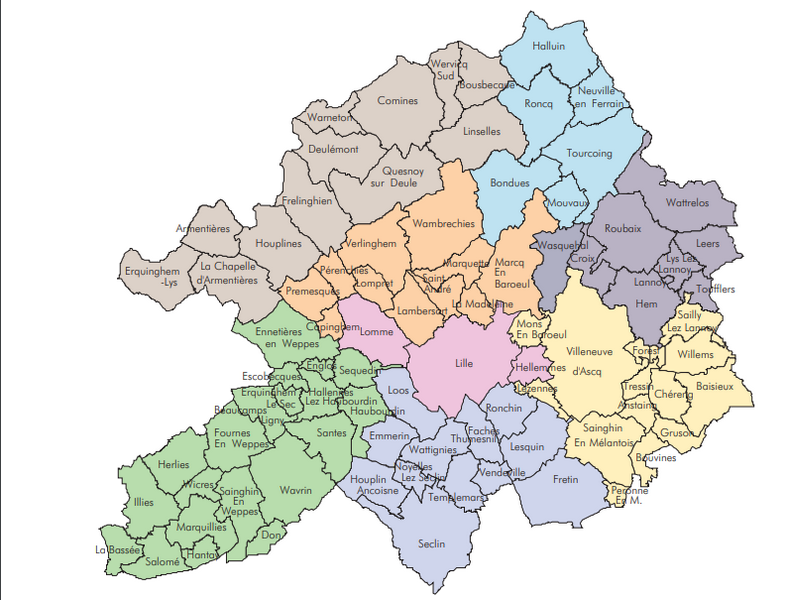 Halluin
Wervicq
Sud
Bousbecque
Neuville
en Ferrain
Comines
Roncq
Warneton
Linselles
Deulémont
Tourcoing
Quesnoy
sur Deule
Bondues
Frelinghien
Mouvaux
Wattrelos
Wambrechies
Armentières
Roubaix
Houplines
Verlinghem
Wasquehal
Croix
Leers
Erquinghem
-Lys
La Chapelle
d'Armentières
Pérenchies
Marquette
Marcq
En
Baroeul
Lys Lez
Lannoy
Lompret
Saint
André
Lannoy
Toufflers
Premesques
La Madeleine
Hem
Lambersart
Sailly
Lez Lannoy
Capinghem
Lomme
Mons
En Baroeul
Ennetières
en Weppes
Villeneuve
d'Ascq
Forest
Willems
Lille
Englos
Sequedin
Hellemmes
Escobecques
Lezennes
Tressin
Baisieux
Erquinghem
Le Sec
Hallennes
Lez Haubourdin
Loos
Chéreng
Anstaing
Beaucamps
Ligny
Haubourdin
Ronchin
Fournes
En Weppes
Santes
Emmerin
Faches
Thumesnil
Sainghin
En Mélantois
Gruson
Wattignies
Lesquin
Bouvines
Herlies
Noyelles
Lez Seclin
Vendeville
Wicres
Houplin
Ancoisne
Fretin
Illies
Sainghin
En
Weppes
Wavrin
Templemars
Peronne
En M.
Marquillies
Don
Seclin
La Bassée
Hantay
Salomé